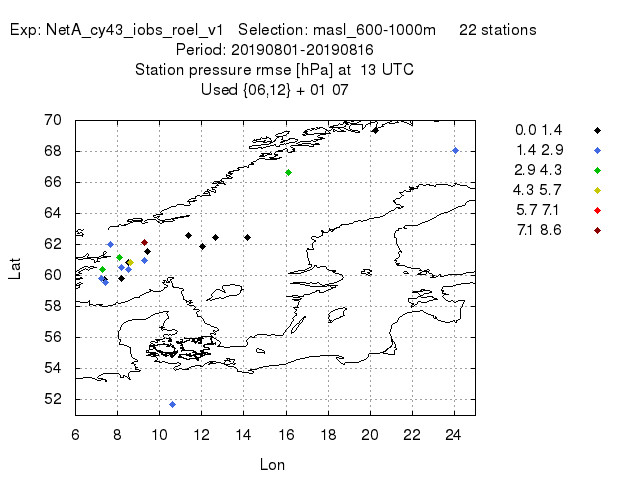 Exp: NetA_cy43_iobs_roel_v1   Selection: masl_600-1000m     22 stations
Period: 20190801-20190816
Station pressure rmse [hPa] at  13 UTC
Used {06,12} + 01 07
70
68
66
64
62
60
58
56
54
52
Lat
6 8 10 12 14 16 18 20 22 24
Lon
0.0 1.4
1.4 2.9
2.9 4.3
4.3 5.7
5.7 7.1
7.1 8.6